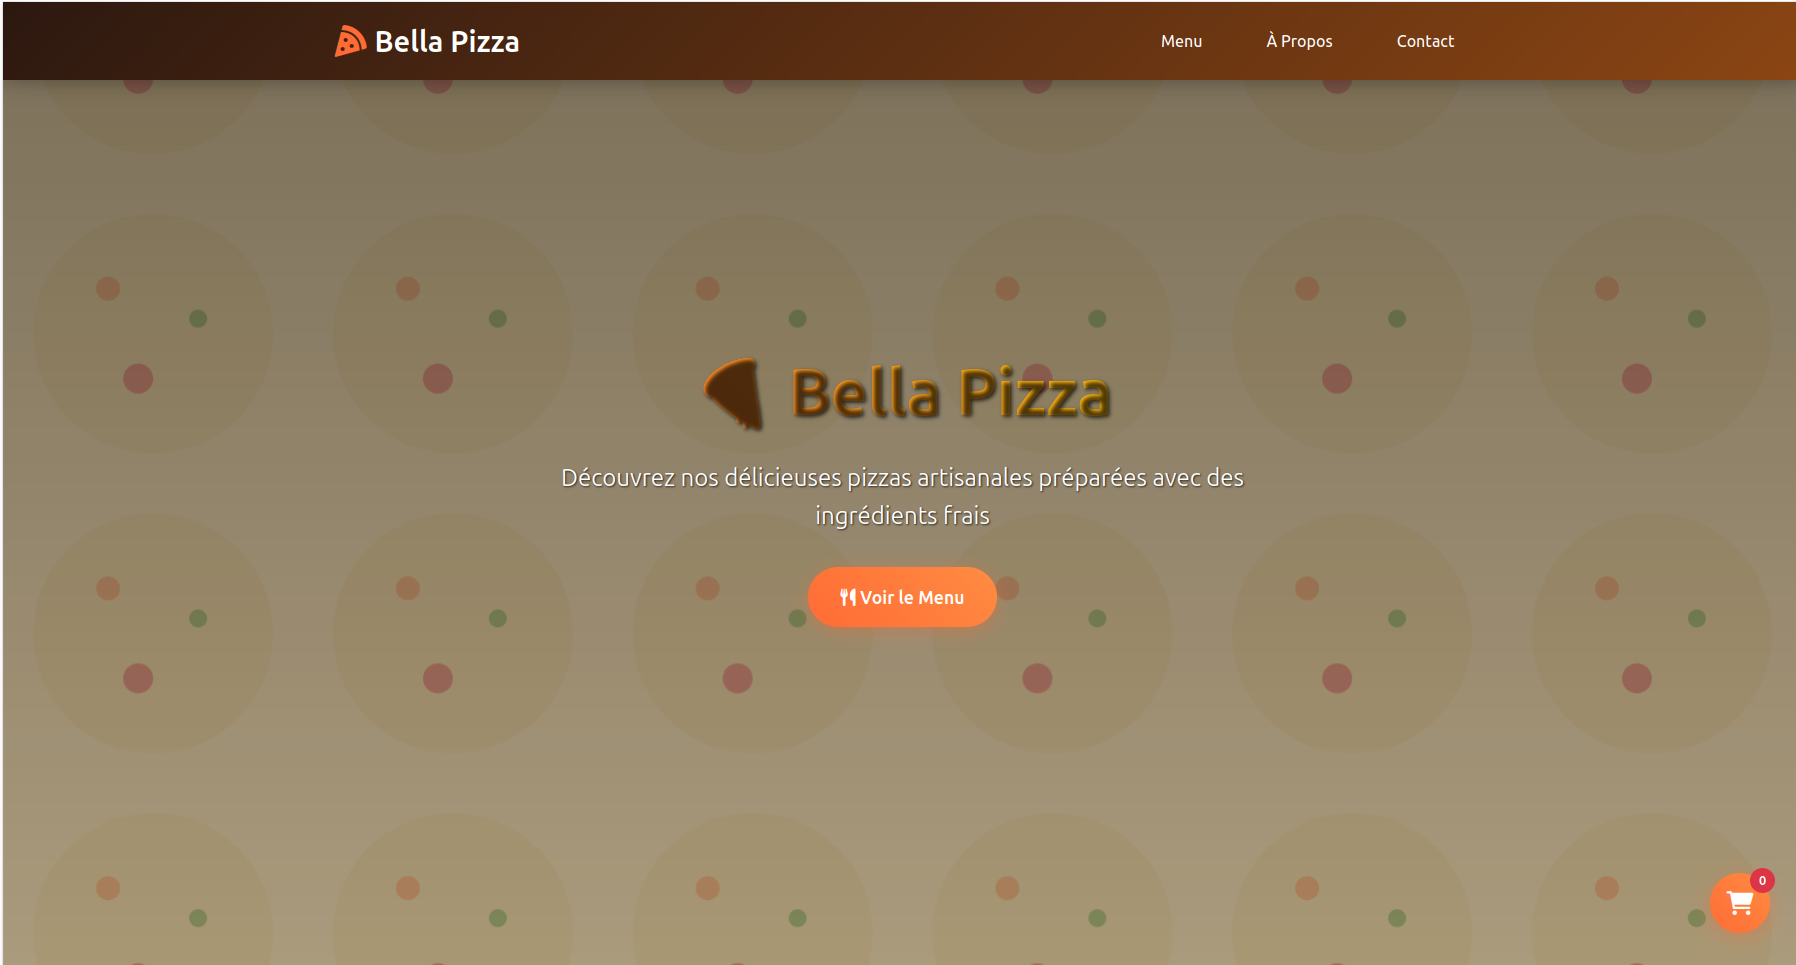 Bella Pizza
Menu
À Propos
Contact
Bella Pizza
Découvrez nos délicieuses pizzas artisanales préparées avec des
ingrédients frais
Voir le Menu
0